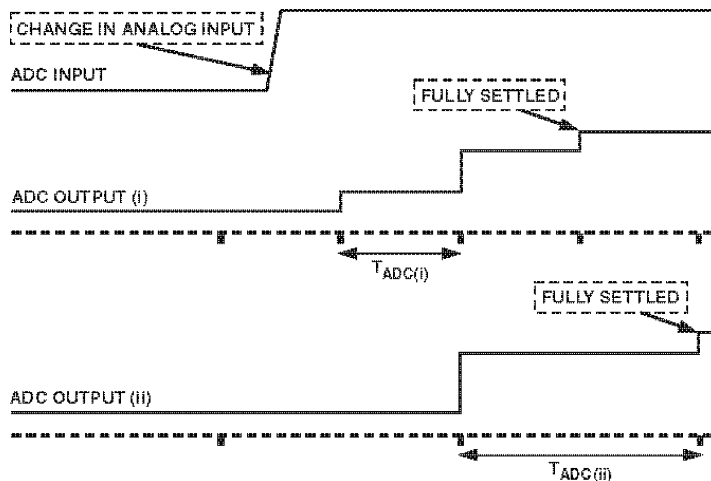 CHANGE IN ANALOG INPUT
ADC INPUT
FULLY SETTLED
ADC OUTPUT (i)
TADC(i)
FULLY SETTLED
ADC OUTPUT (ii)
TADC(ii)